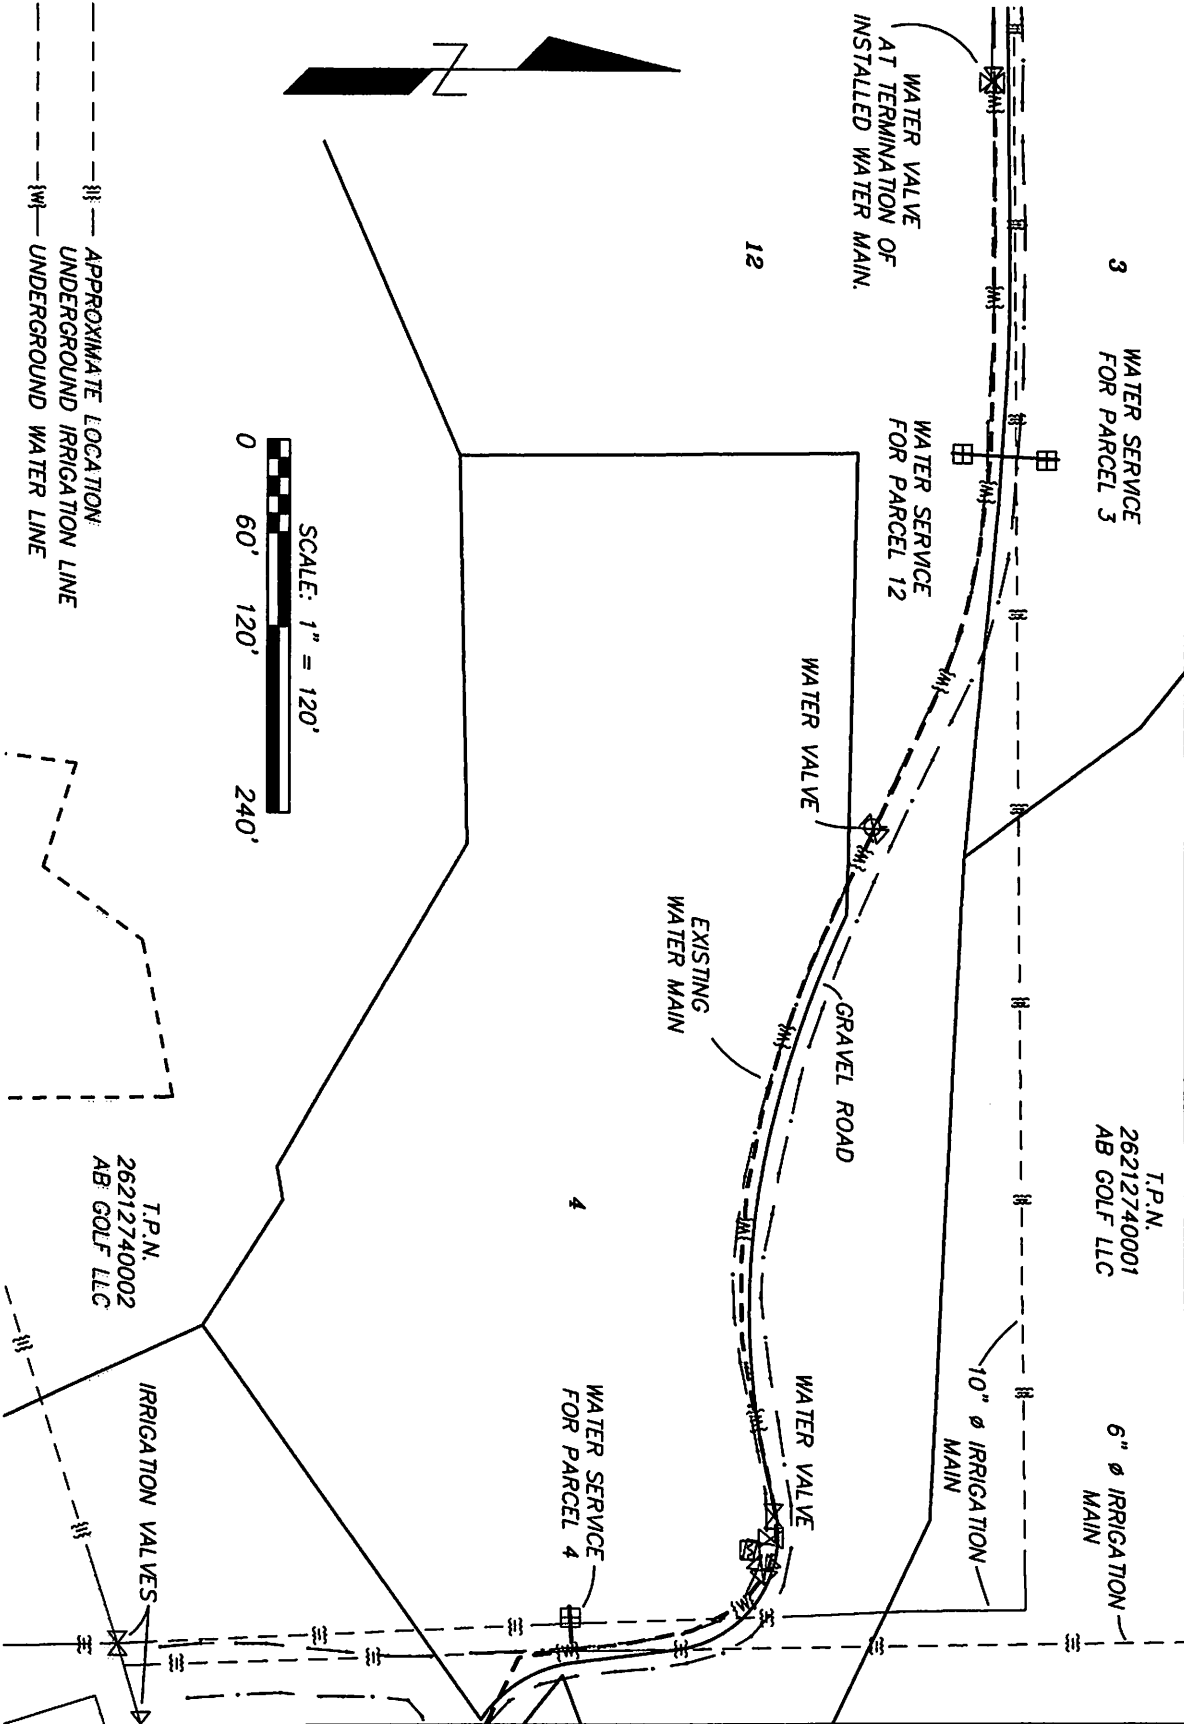 WATER VALVE
AT TERMINATION OF
INSTALLED WATER MAIN.
3
WATER SERVICE
FOR PARCEL 3
12
WATER SERVICE
FOR PARCEL 12
WATER VALVE
EXISTING
WATER MAIN
GRAVEL ROAD
T.P.N.
26212740001
AB GOLF LLC
10" ø IRRIGATION
MAIN
6" ø IRRIGATION
MAIN
4
WATER VALVE
WATER SERVICE
FOR PARCEL 4
T.P.N.
26212740002
AB GOLF LLC
IRRIGATION VALVES
N
SCALE: 1" = 120'
0 60' 120' 240'
APPROXIMATE LOCATION
UNDERGROUND IRRIGATION LINE
UNDERGROUND WATER LINE